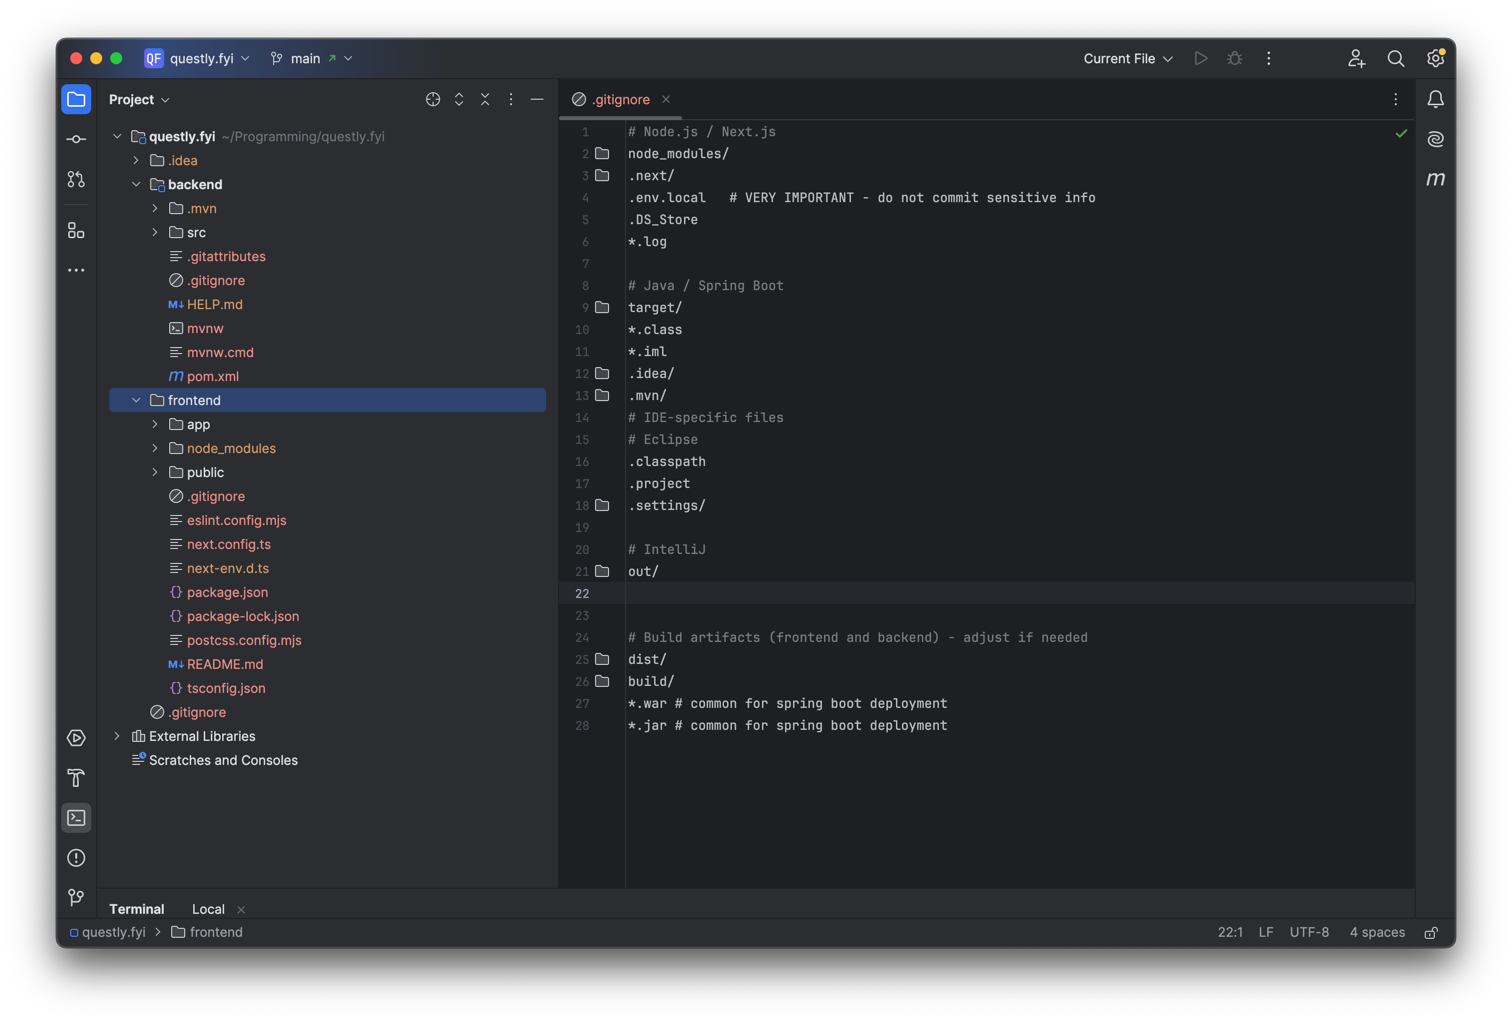 QF questly.fyi main Current File
Project
questly.fyi ~/Programming/questly.fyi
.idea
backend
.mvn
src
.gitattributes
.gitignore
M↓ HELP.md
mvnw
mvnw.cmd
m pom.xml
frontend
app
node_modules
public
.gitignore
eslint.config.mjs
next.config.ts
next-env.d.ts
{} package.json
{} package-lock.json
postcss.config.mjs
M↓ README.md
{} tsconfig.json
.gitignore
External Libraries
Scratches and Consoles
.gitignore
1 # Node.js / Next.js
2 node_modules/
3 .next/
4 .env.local   # VERY IMPORTANT - do not commit sensitive info
5 .DS_Store
6 *.log
7
8 # Java / Spring Boot
9 target/
10 *.class
11 *.iml
12 .idea/
13 .mvn/
14 # IDE-specific files
15 # Eclipse
16 .classpath
17 .project
18 .settings/
19
20 # IntelliJ
21 out/
22
23
24 # Build artifacts (frontend and backend) - adjust if needed
25 dist/
26 build/
27 *.war # common for spring boot deployment
28 *.jar # common for spring boot deployment
m
Terminal Local
questly.fyi > frontend 22:1 LF UTF-8 4 spaces